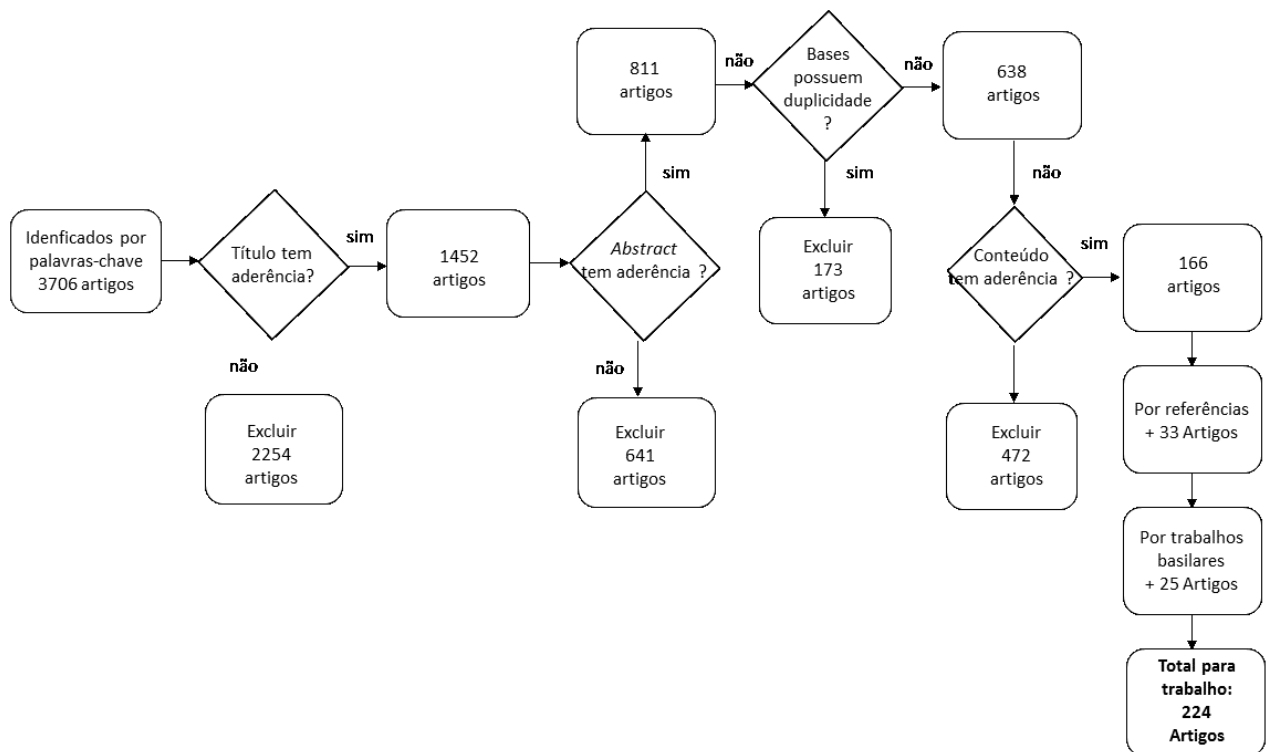 Idenficados por
palavras-chave
3706 artigos
Título tem
aderência?
sim
não
Excluir
2254
artigos
1452
artigos
Abstract
tem aderência ?
sim
não
Excluir
641
artigos
811
artigos
não
Bases
possuem
duplicidade
?
sim
Excluir
173
artigos
não
638
artigos
não
Conteúdo
tem aderência ?
Excluir
472
artigos
sim
166
artigos
Por referências
+ 33 Artigos
Por trabalhos
basilares
+ 25 Artigos
Total para
trabalho:
224
Artigos